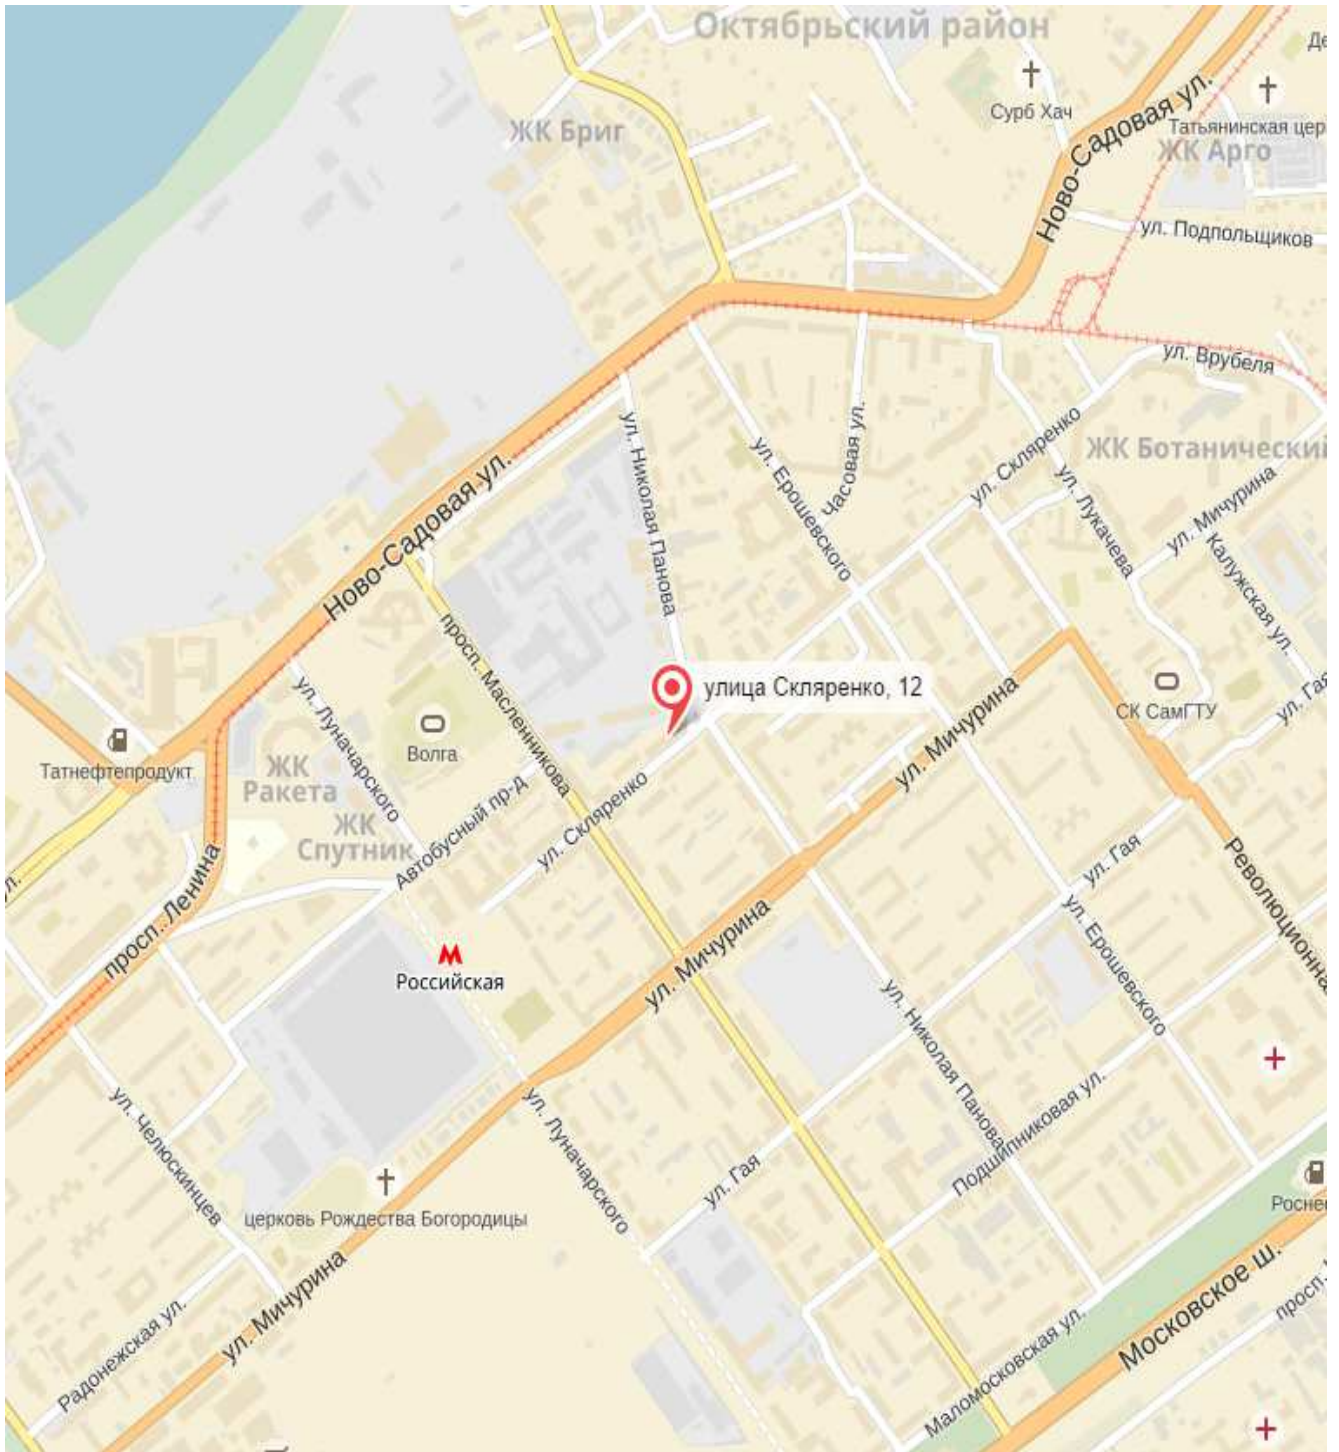 Октябрьский район
Де
Сурб Хач
Ново-Садовая ул.
ЖК Бриг
Татьянинская цер
ЖК Арго
ул. Подпольщиков
ул. Врубеля
ул. Николая Панова
ул. Ерошевского
Часовая ул.
ул. Скляренко
ЖК Ботанический
ул. Лукачева
ул. Мичурина
Калужская ул.
Ново-Садовая ул.
просп. Масленникова
улица Скляренко, 12
ул. Луначарского
Волга
СК СамГТУ
ул. Гая
Татнефтепродукт
ЖК
Ракета
ЖК
Спутник
Автобусный пр-д
ул. Скляренко
ул. Мичурина
ул. Гая
Революционная
л.
просп. Ленина
Российская
ул. Мичурина
ул. Николая Панова
ул. Ерошевского
ул. Челюскинцев
ул. Луначарского
ул. Гая
Подшипниковая ул.
церковь Рождества Богородицы
Роснеф
Радонежская ул.
ул. Мичурина
Маломосковская ул.
Московское ш.
просп.